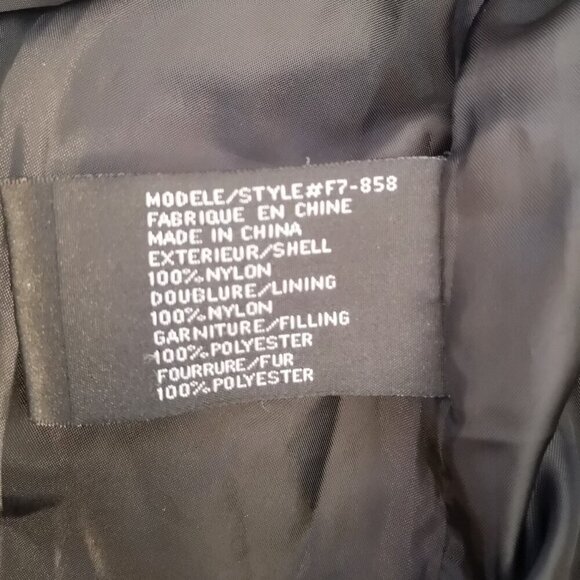 MODELE/STYLE#F7-858
FABRIQUE EN CHINE
MADE IN CHINA
EXTERIEUR/SHELL
100%NYLON
DOUBLURE/LINING
100%NYLON
GARNITURE/FILLING
100%POLYESTER
FOURRURE/FUR
100%POLYESTER